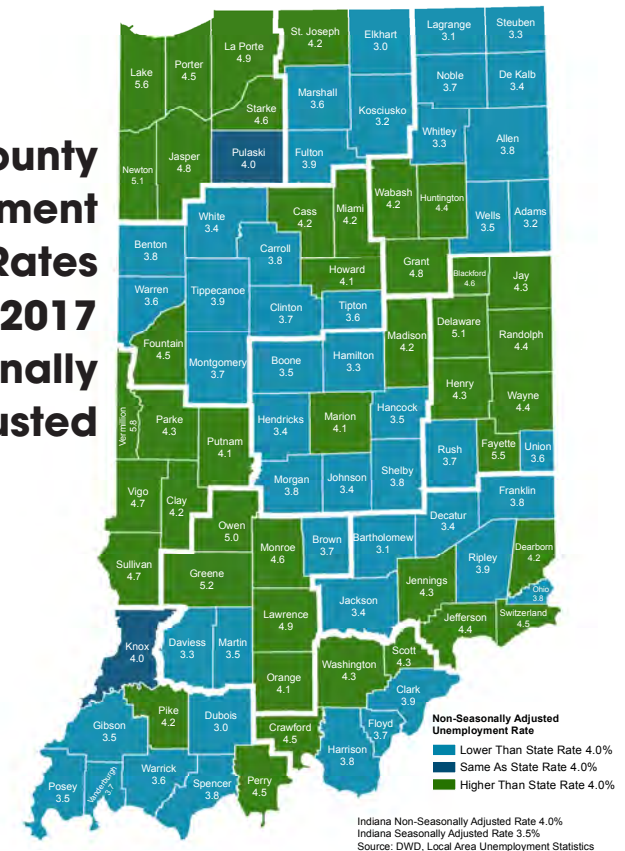 ounty
ment
Rates
2017
nally
usted
Lake
5.6
Porter
4.5
La Porte
4.9
St. Joseph
4.2
Elkhart
3.0
Lagrange
3.1
Steuben
3.3
Noble
3.7
De Kalb
3.4
Starke
4.6
Marshall
3.6
Kosciusko
3.2
Whitley
3.3
Allen
3.8
Newton
5.1
Jasper
4.8
Pulaski
4.0
Fulton
3.9
Wabash
4.2
Huntington
4.4
Wells
3.5
Adams
3.2
White
3.4
Cass
4.2
Miami
4.2
Benton
3.8
Carroll
3.8
Howard
4.1
Grant
4.8
Blackford
4.6
Jay
4.3
Warren
3.6
Tippecanoe
3.9
Clinton
3.7
Tipton
3.6
Fountain
4.5
Montgomery
3.7
Boone
3.5
Hamilton
3.3
Madison
4.2
Delaware
5.1
Randolph
4.4
Henry
4.3
Wayne
4.4
Vermillion
5.8
Parke
4.3
Putnam
4.1
Hendricks
3.4
Marion
4.1
Hancock
3.5
Rush
3.7
Fayette
5.5
Union
3.6
Vigo
4.7
Clay
4.2
Morgan
3.8
Johnson
3.4
Shelby
3.8
Franklin
3.8
Owen
5.0
Monroe
4.6
Brown
3.7
Bartholomew
3.1
Decatur
3.4
Ripley
3.9
Dearborn
4.2
Ohio
3.8
Sullivan
4.7
Greene
5.2
Jackson
3.4
Jennings
4.3
Jefferson
4.4
Switzerland
4.5
Knox
4.0
Daviess
3.3
Martin
3.5
Lawrence
4.9
Orange
4.1
Washington
4.3
Scott
4.3
Clark
3.9
Floyd
3.7
Harrison
3.8
Gibson
3.5
Pike
4.2
Dubois
3.0
Crawford
4.5
Posey
3.5
Vanderburgh
3.7
Warrick
3.6
Spencer
3.8
Perry
4.5
Non-Seasonally Adjusted
Unemployment Rate
Lower Than State Rate 4.0%
Same As State Rate 4.0%
Higher Than State Rate 4.0%
Indiana Non-Seasonally Adjusted Rate 4.0%
Indiana Seasonally Adjusted Rate 3.5%
Source: DWD, Local Area Unemployment Statistics